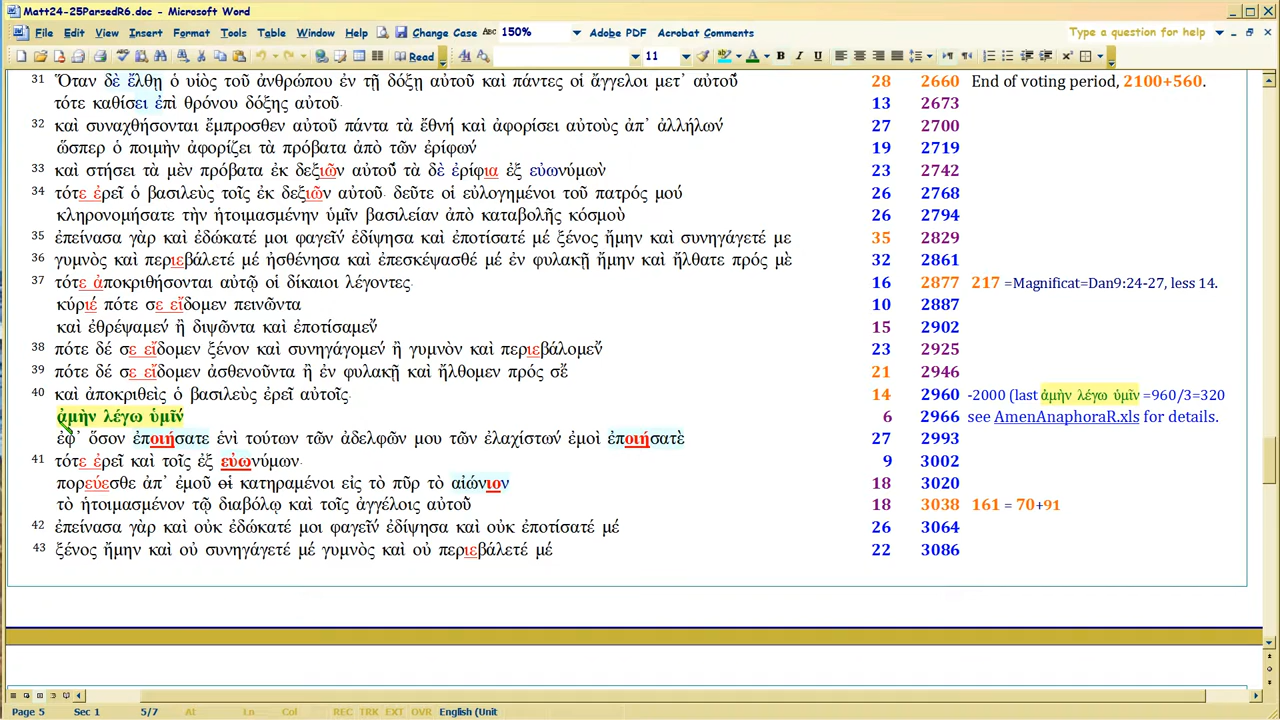 Matt24-25ParsedR6.doc - Microsoft Word
File Edit View Insert Format Tools Table Window Help Change Case 150% Adobe PDF Acrobat Comments Type a question for help
Read 11
31 Ὅταν δὲ ἔλθῃ ὁ υἱὸς τοῦ ἀνθρώπου ἐν τῇ δόξῃ αὐτοῦ καὶ πάντες οἱ ἄγγελοι μετ’ αὐτοῦ 28 2660 End of voting period, 2100+560.
τότε καθίσει ἐπὶ θρόνου δόξης αὐτοῦ· 13 2673
32 καὶ συναχθήσονται ἔμπροσθεν αὐτοῦ πάντα τὰ ἔθνη καὶ ἀφορίσει αὐτοὺς ἀπ’ ἀλλήλων 27 2700
ὥσπερ ὁ ποιμὴν ἀφορίζει τὰ πρόβατα ἀπὸ τῶν ἐρίφων 19 2719
33 καὶ στήσει τὰ μὲν πρόβατα ἐκ δεξιῶν αὐτοῦ τὰ δὲ ἐρίφια ἐξ εὐωνύμων 23 2742
34 τότε ἐρεῖ ὁ βασιλεὺς τοῖς ἐκ δεξιῶν αὐτοῦ· δεῦτε οἱ εὐλογημένοι τοῦ πατρός μου 26 2768
κληρονομήσατε τὴν ἡτοιμασμένην ὑμῖν βασιλείαν ἀπὸ καταβολῆς κόσμου 26 2794
35 ἐπείνασα γὰρ καὶ ἐδώκατέ μοι φαγεῖν ἐδίψησα καὶ ἐποτίσατέ μέ ξένος ἤμην καὶ συνηγάγετέ με 35 2829
36 γυμνὸς καὶ περιεβάλετέ μέ ἠσθένησα καὶ ἐπεσκέψασθέ μέ ἐν φυλακῇ ἤμην καὶ ἤλθατε πρός μὲ 32 2861
37 τότε ἀποκριθήσονται αὐτῷ οἱ δίκαιοι λέγοντες· 16 2877 217 =Magnificat=Dan9:24-27, less 14.
κύριέ πότε σε εἴδομεν πεινῶντα 10 2887
καὶ ἐθρέψαμεν ἢ διψῶντα καὶ ἐποτίσαμεν 15 2902
38 πότε δέ σε εἴδομεν ξένον καὶ συνηγάγομεν ἢ γυμνὸν καὶ περιεβάλομεν 23 2925
39 πότε δέ σε εἴδομεν ἀσθενοῦντα ἢ ἐν φυλακῇ καὶ ἤλθομεν πρός σἔ 21 2946
40 καὶ ἀποκριθεὶς ὁ βασιλεὺς ἐρεῖ αὐτοῖς· 14 2960 -2000 (last ἀμὴν λέγω ὑμῖν =960/3=320
ἀμὴν λέγω ὑμῖν 6 2966 see AmenAnaphoraR.xls for details.
ἐφ’ ὅσον ἐποιήσατε ἑνὶ τούτων τῶν ἀδελφῶν μου τῶν ἐλαχίστων ἐμοὶ ἐποιήσατὲ 27 2993
41 τότε ἐρεῖ καὶ τοῖς ἐξ εὐωνύμων· 9 3002
πορεύεσθε ἀπ’ ἐμοῦ οἱ κατηραμένοι εἰς τὸ πῦρ τὸ αἰώνιον 18 3020
τὸ ἡτοιμασμένον τῷ διαβόλῳ καὶ τοῖς ἀγγέλοις αὐτοῦ 18 3038 161 = 70+91
42 ἐπείνασα γὰρ καὶ οὐκ ἐδώκατέ μοι φαγεῖν ἐδίψησα καὶ οὐκ ἐποτίσατέ μέ 26 3064
43 ξένος ἤμην καὶ οὐ συνηγάγετέ μέ γυμνὸς καὶ οὐ περιεβάλετέ μέ 22 3086
Page 5 Sec 1 5/7 At Ln Col REC TRK EXT OVR English (Unit